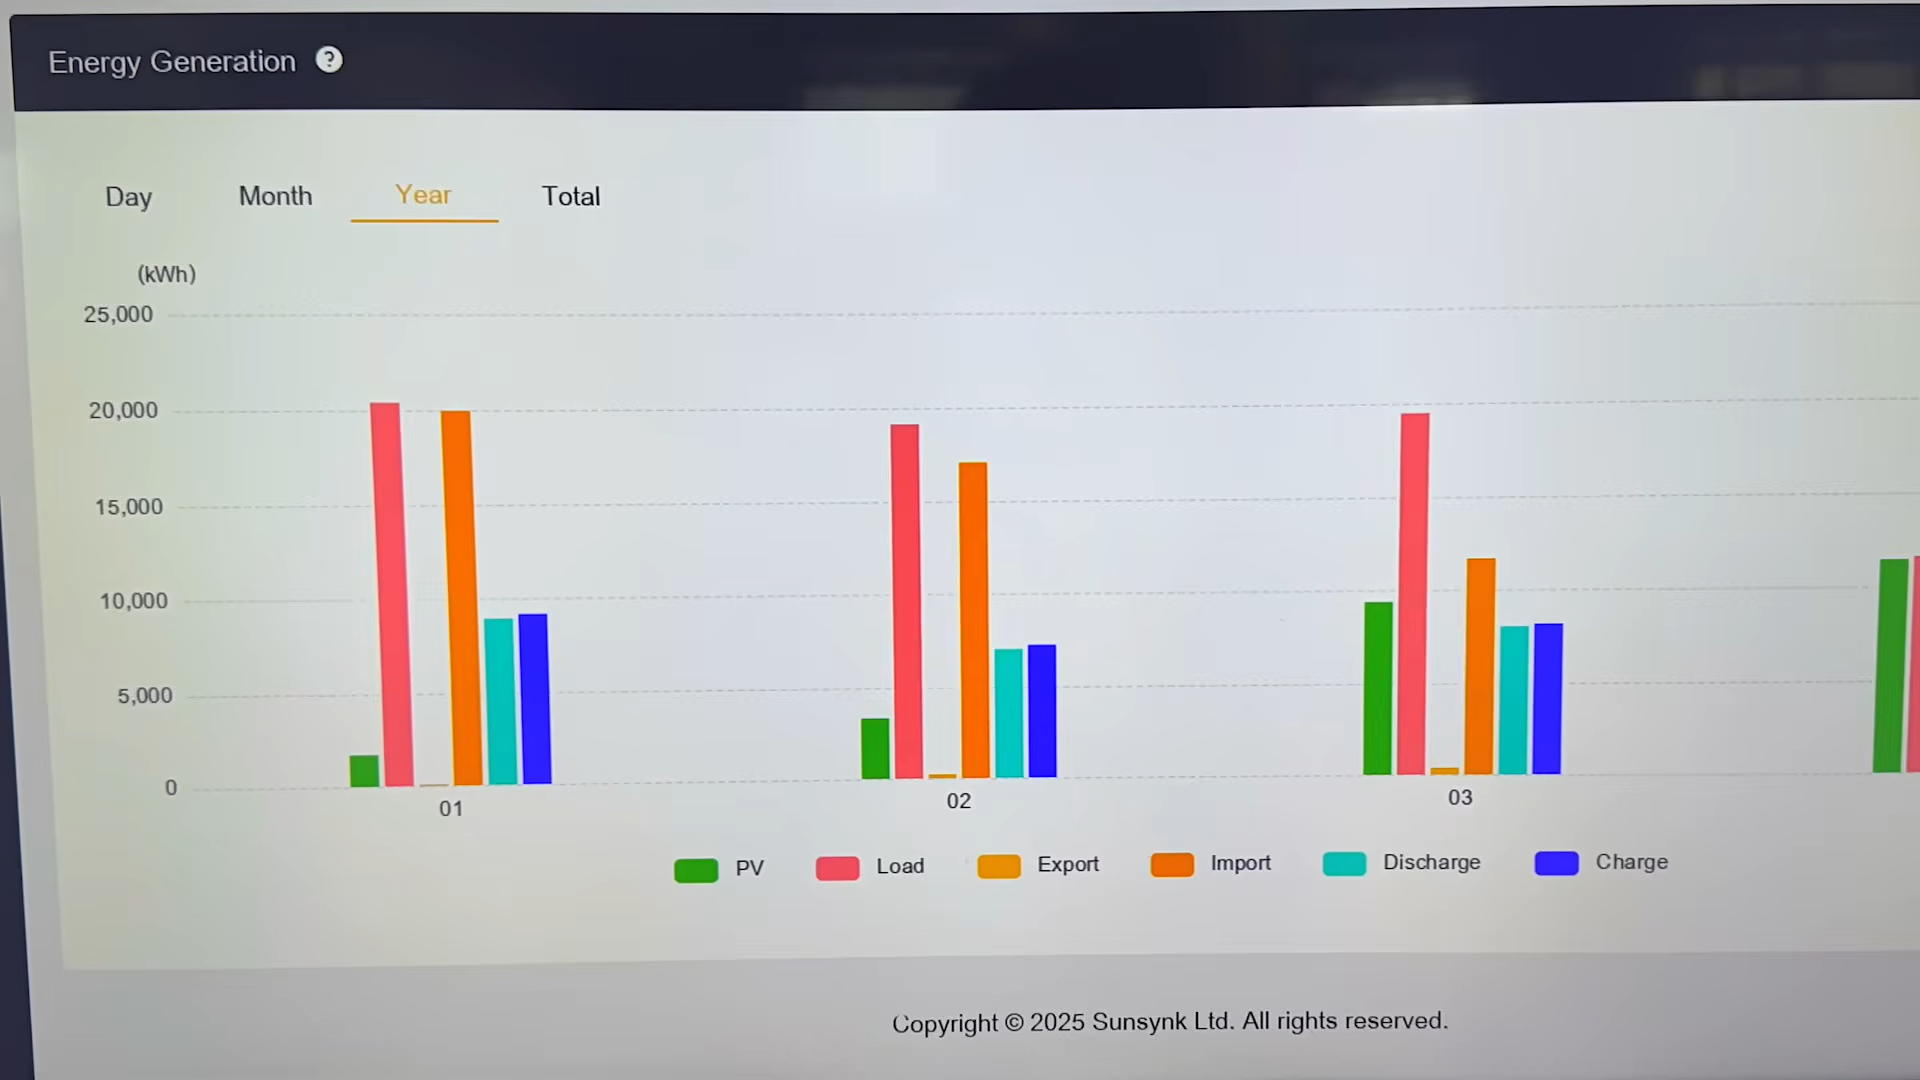 Energy Generation ?
Day Month Year Total
(kWh)
25,000
20,000
15,000
10,000
5,000
0
01 02 03
PV Load Export Import Discharge Charge
Copyright © 2025 Sunsynk Ltd. All rights reserved.